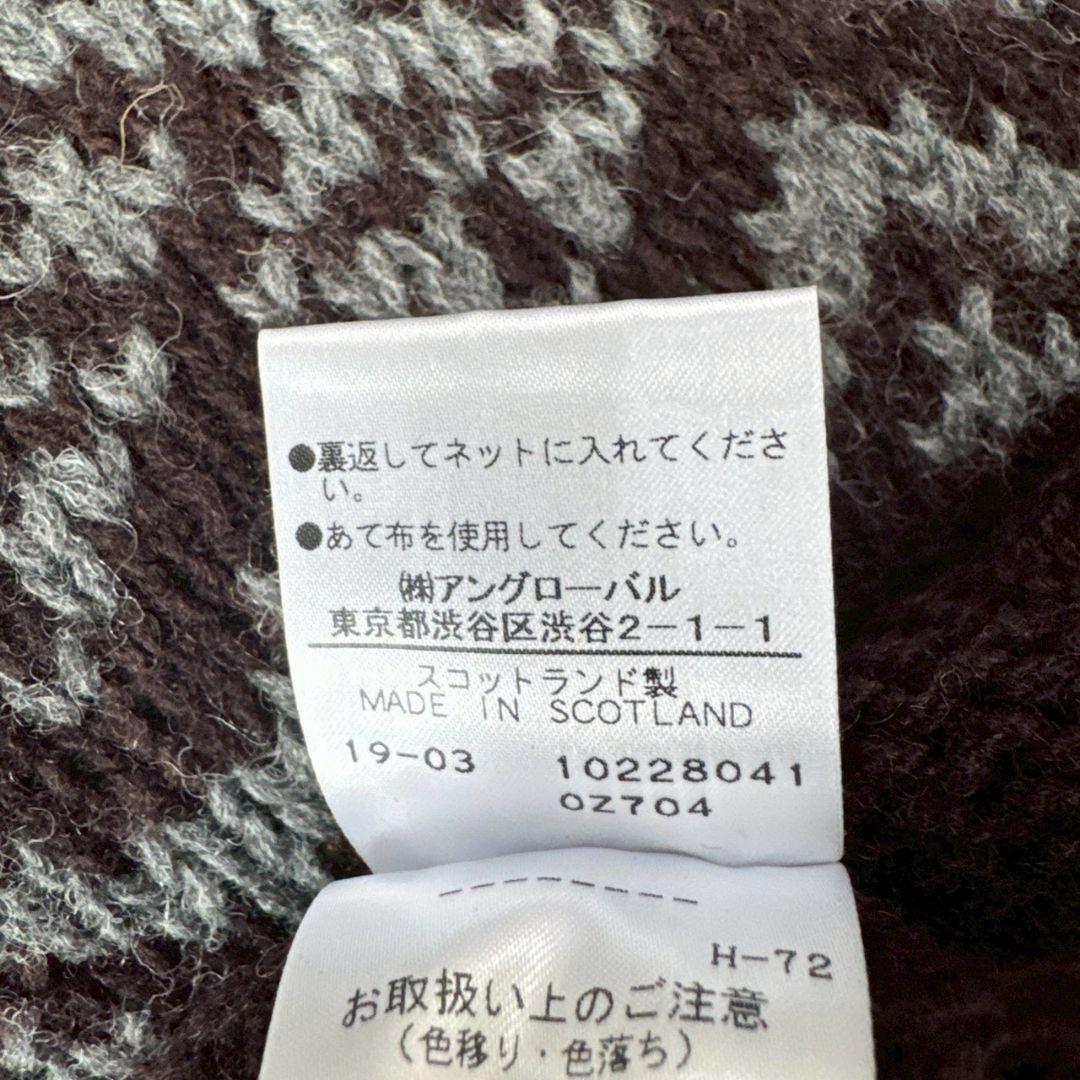 ●裏返してネットに入れてくださ
い。
●あて布を使用してください。
㈱アングローバル
東京都渋谷区渋谷2-1-1
スコットランド製
MADE IN SCOTLAND
19-03 102280​41
0Z704
H-72
お取扱い上のご注意
(色移り・色落ち)